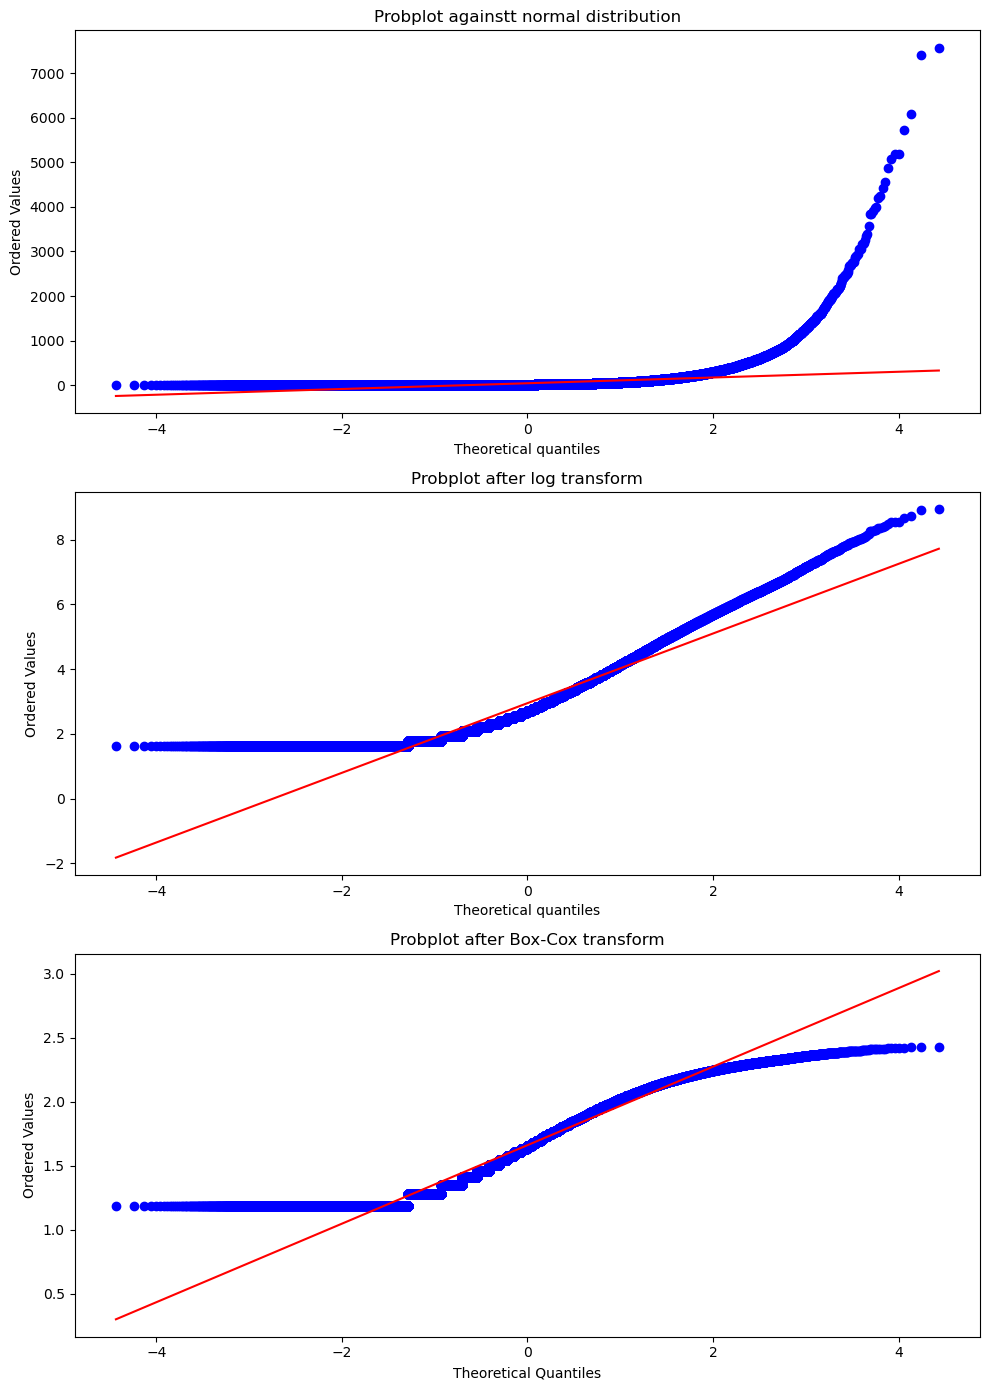 Probplot againstt normal distribution
7000
6000
5000
4000
3000
2000
1000
0
Ordered Values
−4 −2 0 2 4
Theoretical quantiles
Probplot after log transform
8
6
4
2
0
−2
Ordered Values
−4 −2 0 2 4
Theoretical quantiles
Probplot after Box-Cox transform
3.0
2.5
2.0
1.5
1.0
0.5
Ordered Values
−4 −2 0 2 4
Theoretical Quantiles